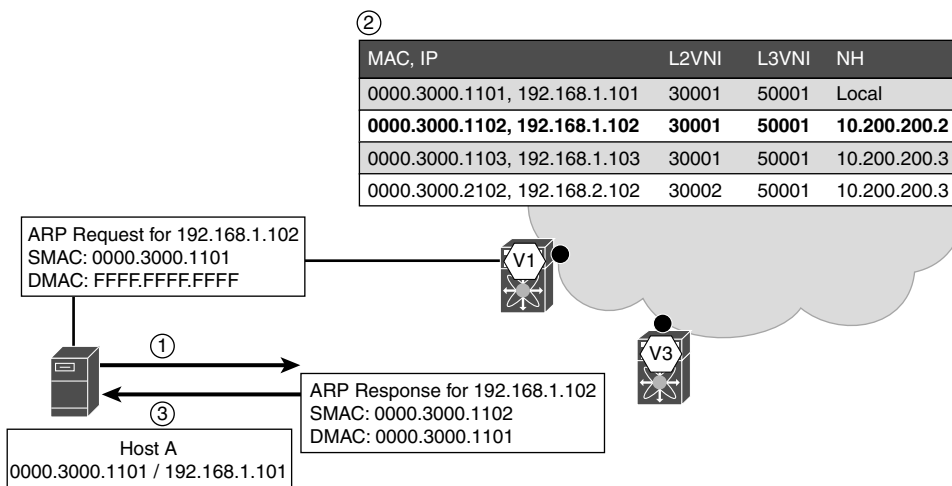 ②
MAC, IP L2VNI L3VNI NH
0000.3000.1101, 192.168.1.101 30001 50001 Local
0000.3000.1102, 192.168.1.102 30001 50001 10.200.200.2
0000.3000.1103, 192.168.1.103 30001 50001 10.200.200.3
0000.3000.2102, 192.168.2.102 30002 50001 10.200.200.3
ARP Request for 192.168.1.102
SMAC: 0000.3000.1101
DMAC: FFFF.FFFF.FFFF
V1
V3
①
ARP Response for 192.168.1.102
SMAC: 0000.3000.1102
DMAC: 0000.3000.1101
③
Host A
0000.3000.1101 / 192.168.1.101